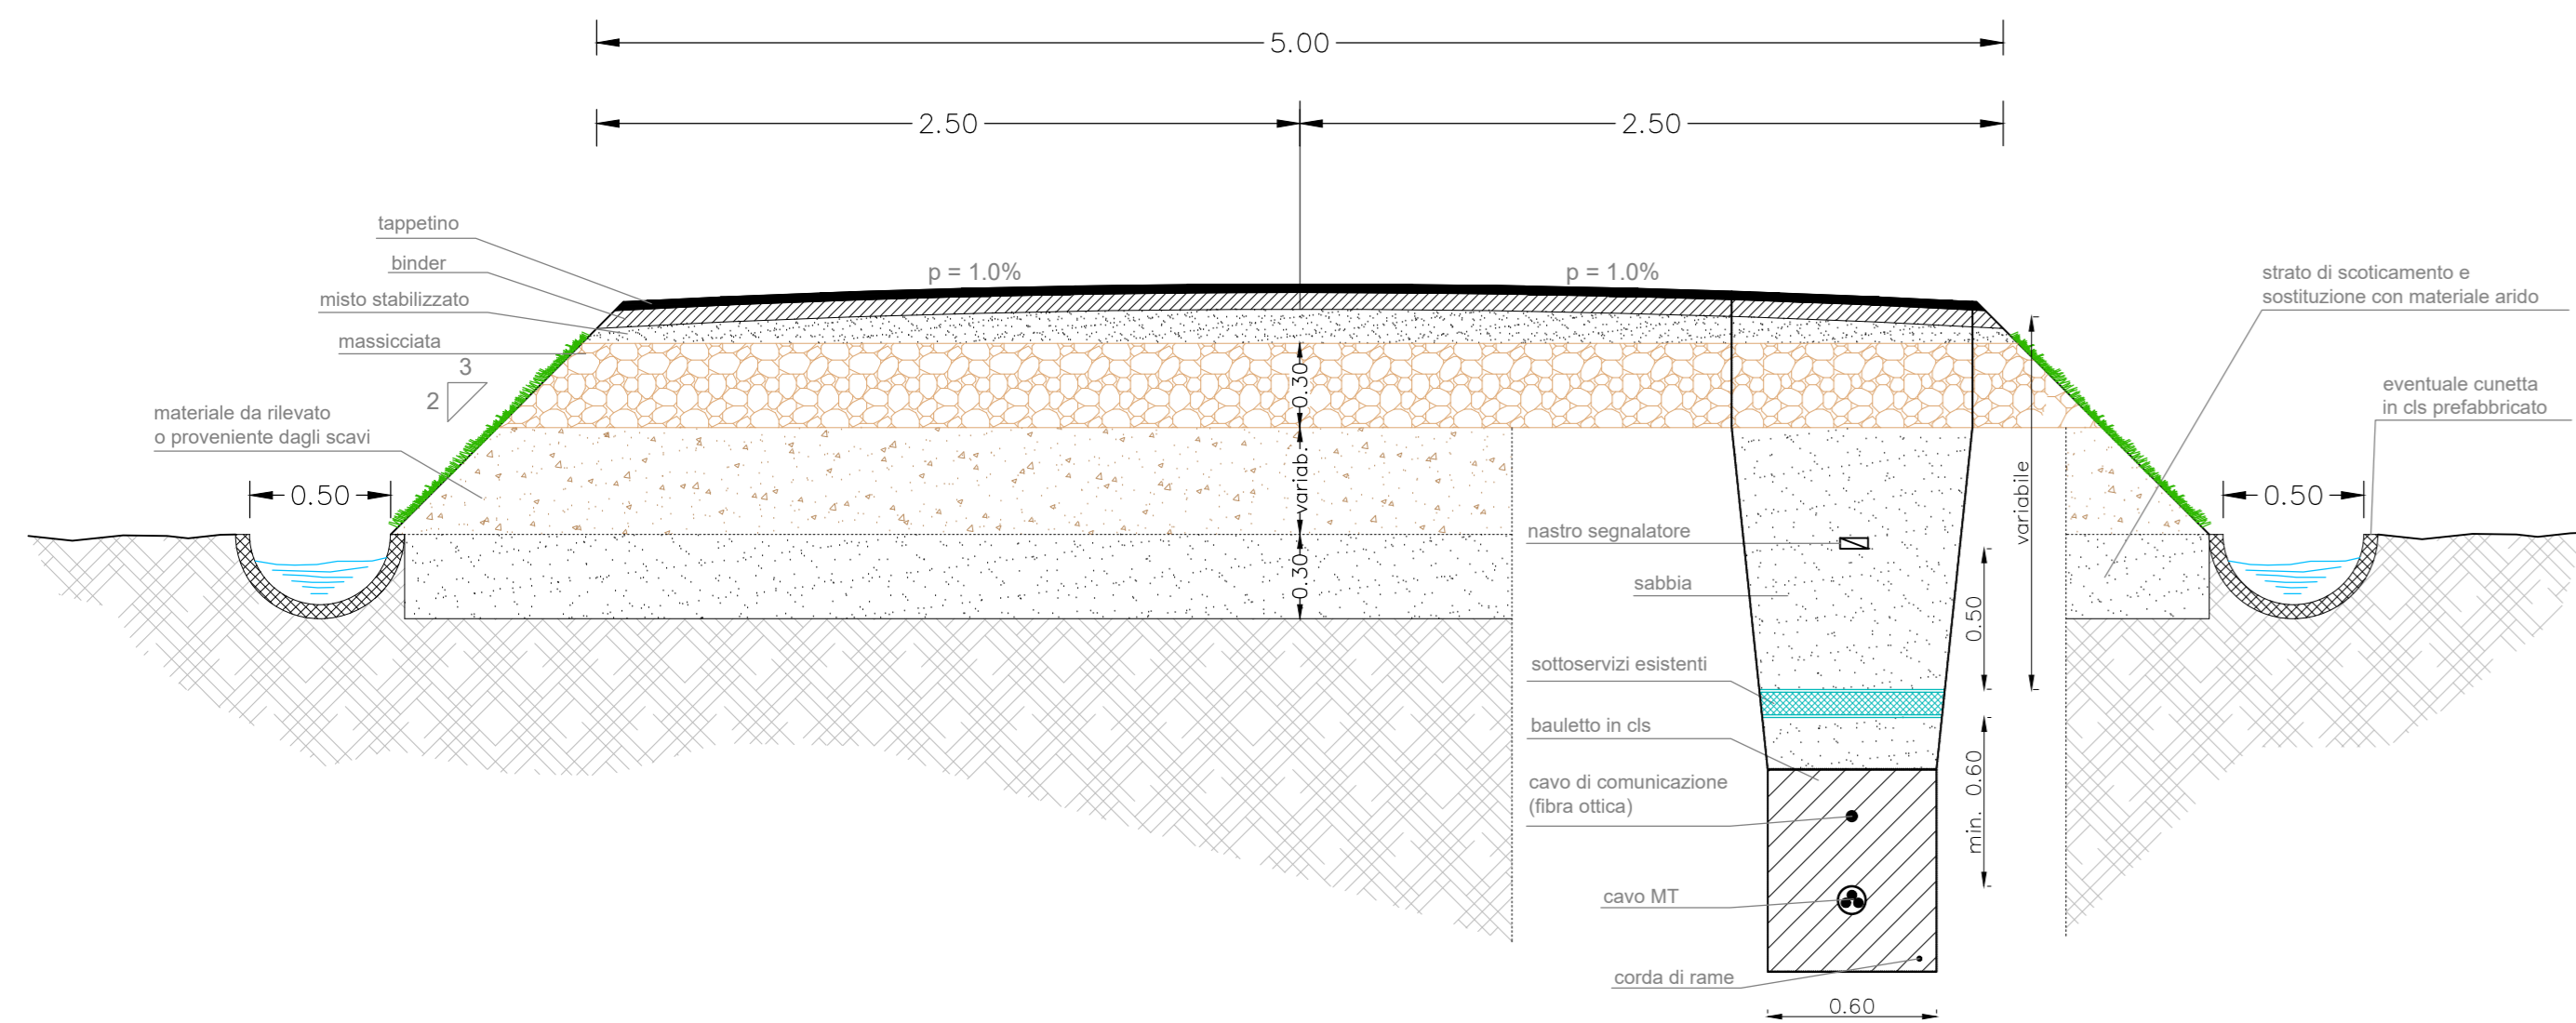 5.00
2.50
2.50
tappetino
binder
p = 1.0%
p = 1.0%
misto stabilizzato
massicciata
strato di scoticamento e
sostituzione con materiale arido
3
2
0.30
eventuale cunetta
in cls prefabbricato
materiale da rilevato
o proveniente dagli scavi
variab.
variabile
0.50
0.50
nastro segnalatore
0.30
sabbia
0.50
sottoservizi esistenti
bauletto in cls
cavo di comunicazione
(fibra ottica)
min. 0.60
cavo MT
corda di rame
0.60